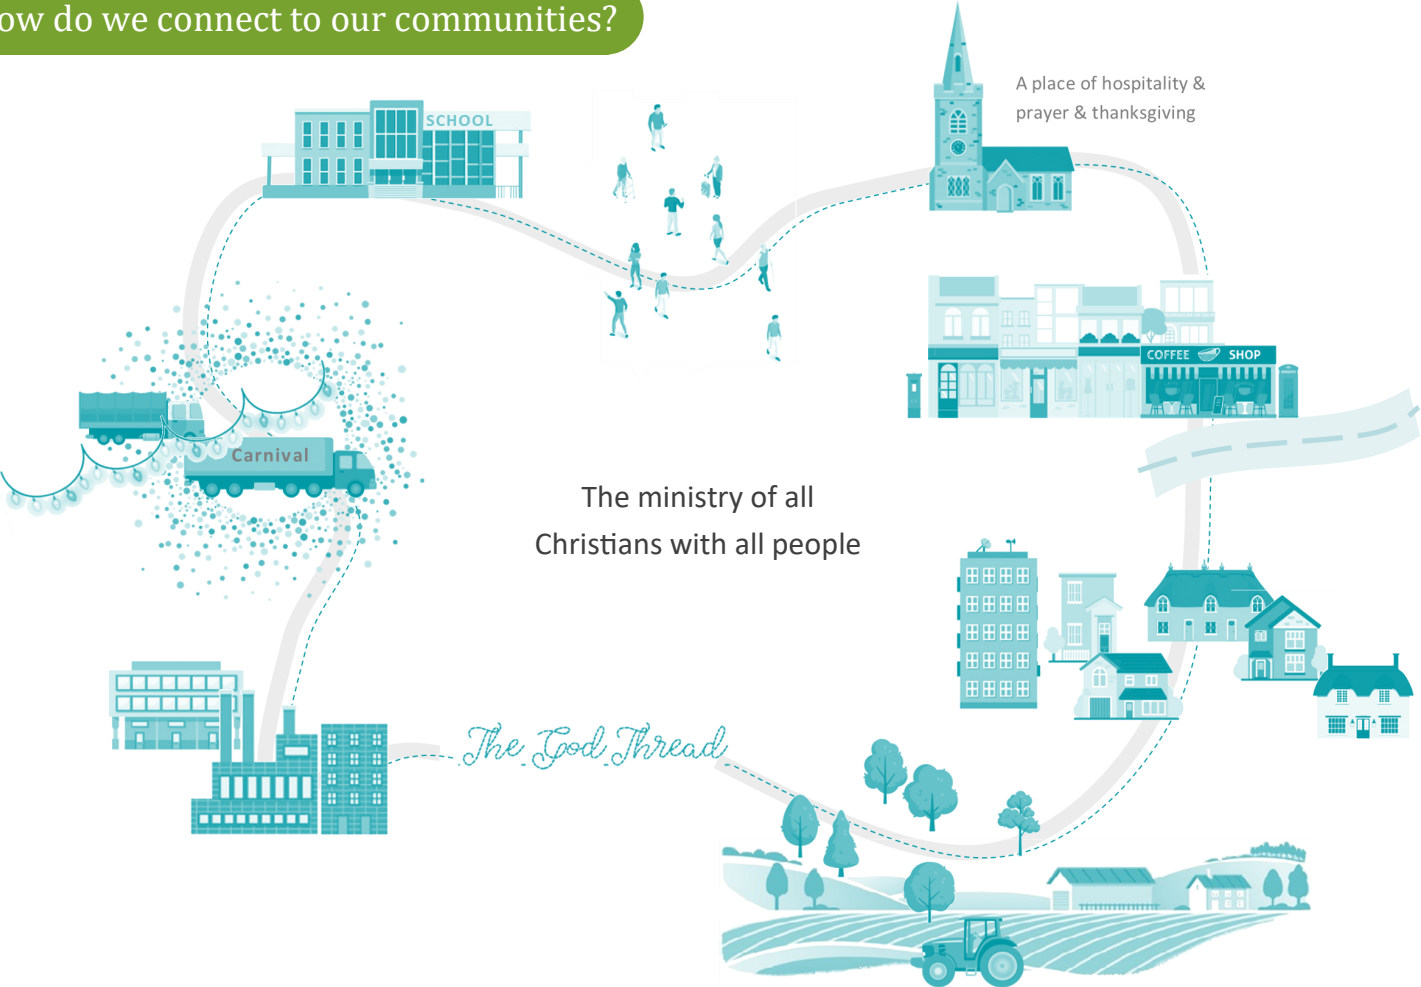 ow do we connect to our communities?
A place of hospitality &
prayer & thanksgiving
SCHOOL
COFFEE SHOP
Carnival
The ministry of all
Christians with all people
The God Thread